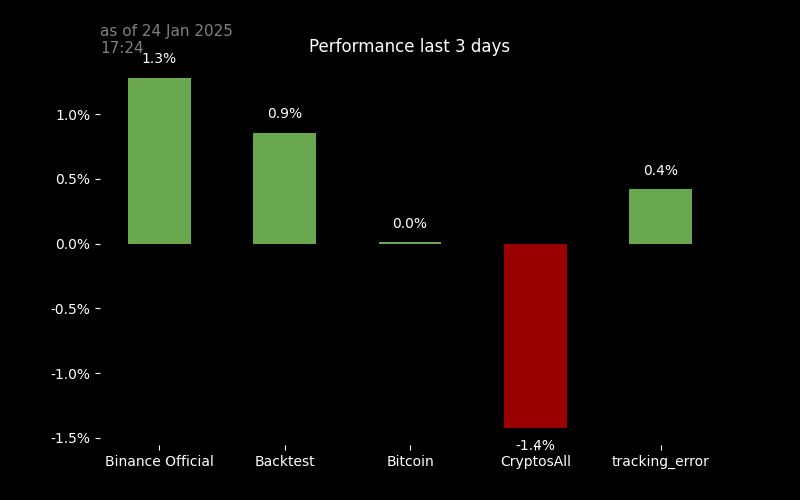 as of 24 Jan 2025
17:24
Performance last 3 days
1.3%
0.9%
0.0%
-1.4%
0.4%
1.0%
0.5%
0.0%
-0.5%
-1.0%
-1.5%
Binance Official
Backtest
Bitcoin
CryptosAll
tracking_error